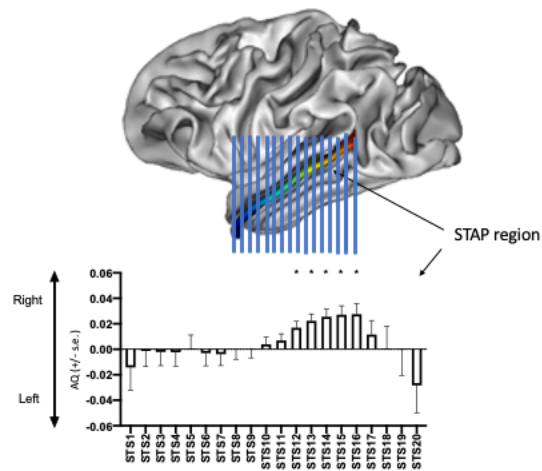 STAP region
Right
Left
AQ (+/- s.e.)
0.06
0.04
0.02
0.00
-0.02
-0.04
-0.06
* * * * *
STS1
STS2
STS3
STS4
STS5
STS6
STS7
STS8
STS9
STS10
STS11
STS12
STS13
STS14
STS15
STS16
STS17
STS18
STS19
STS20